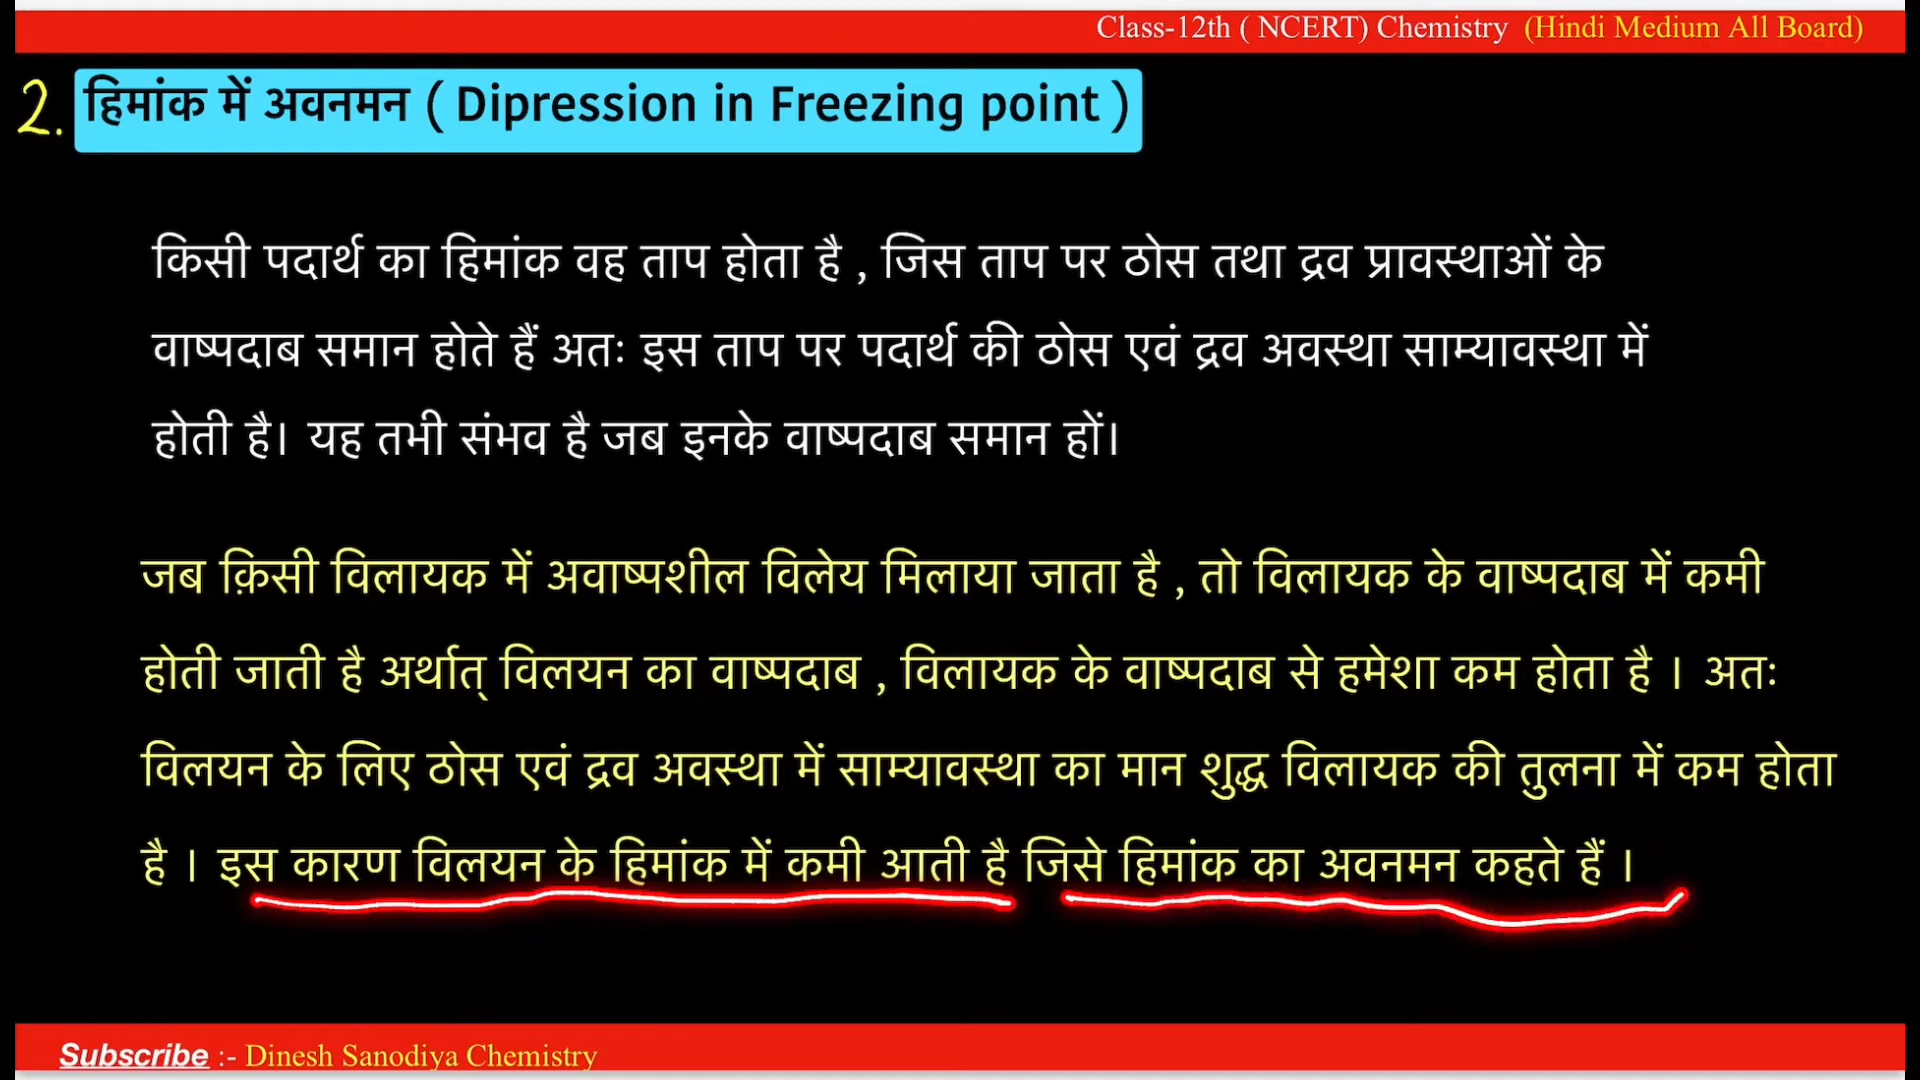 Class-12th ( NCERT) Chemistry (Hindi Medium All Board)
2. हिमांक में अवनमन ( Dipression in Freezing point )
किसी पदार्थ का हिमांक वह ताप होता है , जिस ताप पर ठोस तथा द्रव प्रावस्थाओं के
वाष्पदाब समान होते हैं अतः इस ताप पर पदार्थ की ठोस एवं द्रव अवस्था साम्यावस्था में
होती है। यह तभी संभव है जब इनके वाष्पदाब समान हों।
जब क़िसी विलायक में अवाष्पशील विलेय मिलाया जाता है , तो विलायक के वाष्पदाब में कमी
होती जाती है अर्थात् विलयन का वाष्पदाब , विलायक के वाष्पदाब से हमेशा कम होता है । अतः
विलयन के लिए ठोस एवं द्रव अवस्था में साम्यावस्था का मान शुद्ध विलायक की तुलना में कम होता
है । इस कारण विलयन के हिमांक में कमी आती है जिसे हिमांक का अवनमन कहते हैं ।
Subscribe :- Dinesh Sanodiya Chemistry